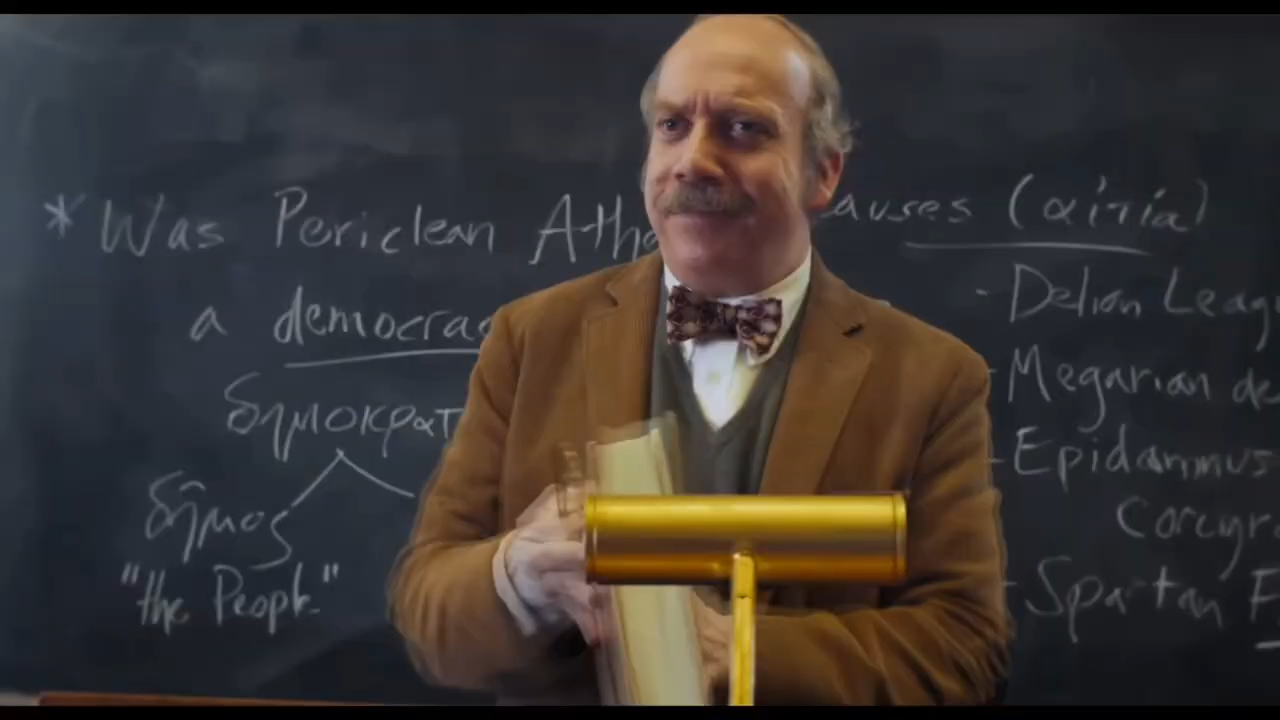 * Was Periclean Athe
a democrac
δημοκρατ
δῆμος
"the People"
auses (αἰτία)
- Delian Leag
- Megarian de
- Epidamnus
Corcyra
- Spartan F